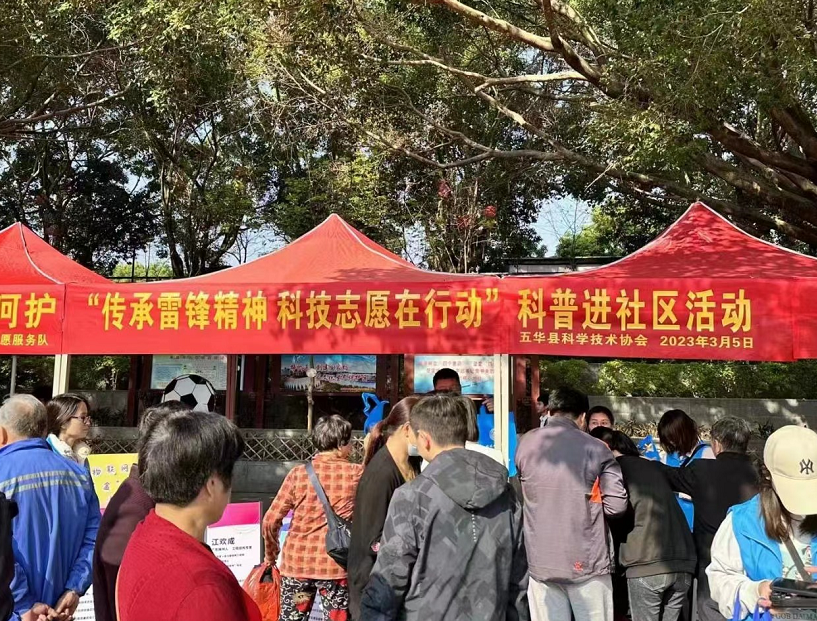 可护
愿服务队
“传承雷锋精神 科技志愿在行动” 科普进社区活动
五华县科学技术协会 2023年3月5日
江欢成
NY